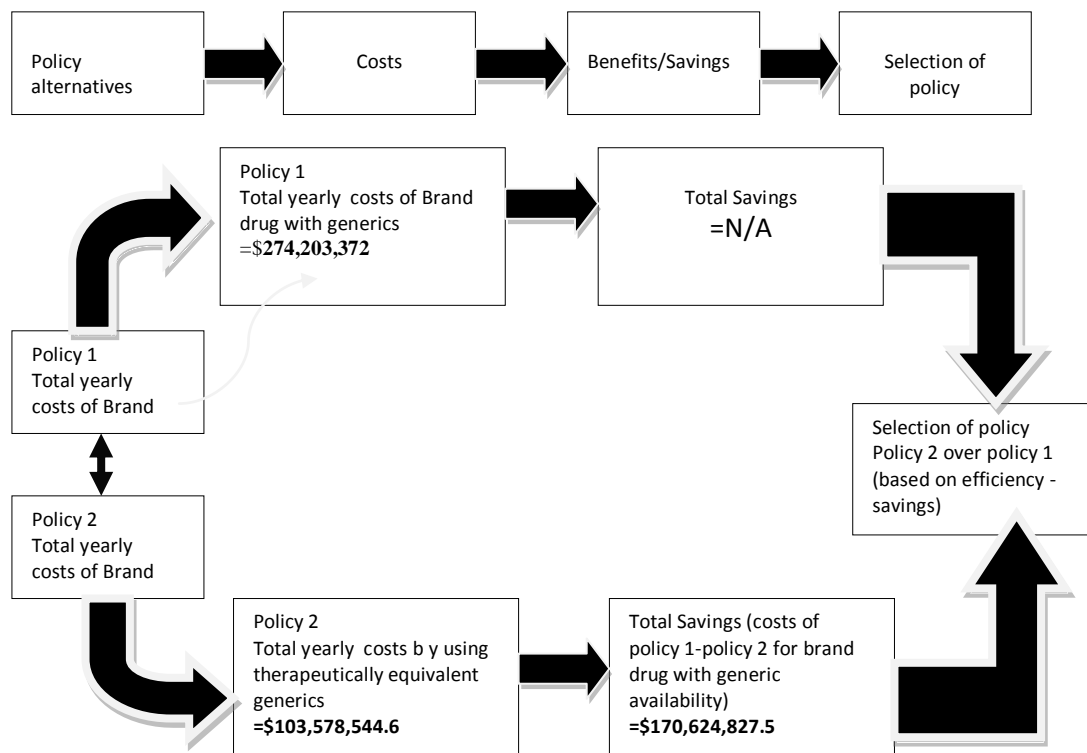 Policy
alternatives
Costs
Benefits/Savings
Selection of
policy
Policy 1
Total yearly costs of Brand
drug with generics
=$274,203,372
Total Savings
=N/A
Policy 1
Total yearly
costs of Brand
Selection of policy
Policy 2 over policy 1
(based on efficiency -
savings)
Policy 2
Total yearly
costs of Brand
Policy 2
Total yearly costs b y using
therapeutically equivalent
generics
=$103,578,544.6
Total Savings (costs of
policy 1-policy 2 for brand
drug with generic
availability)
=$170,624,827.5